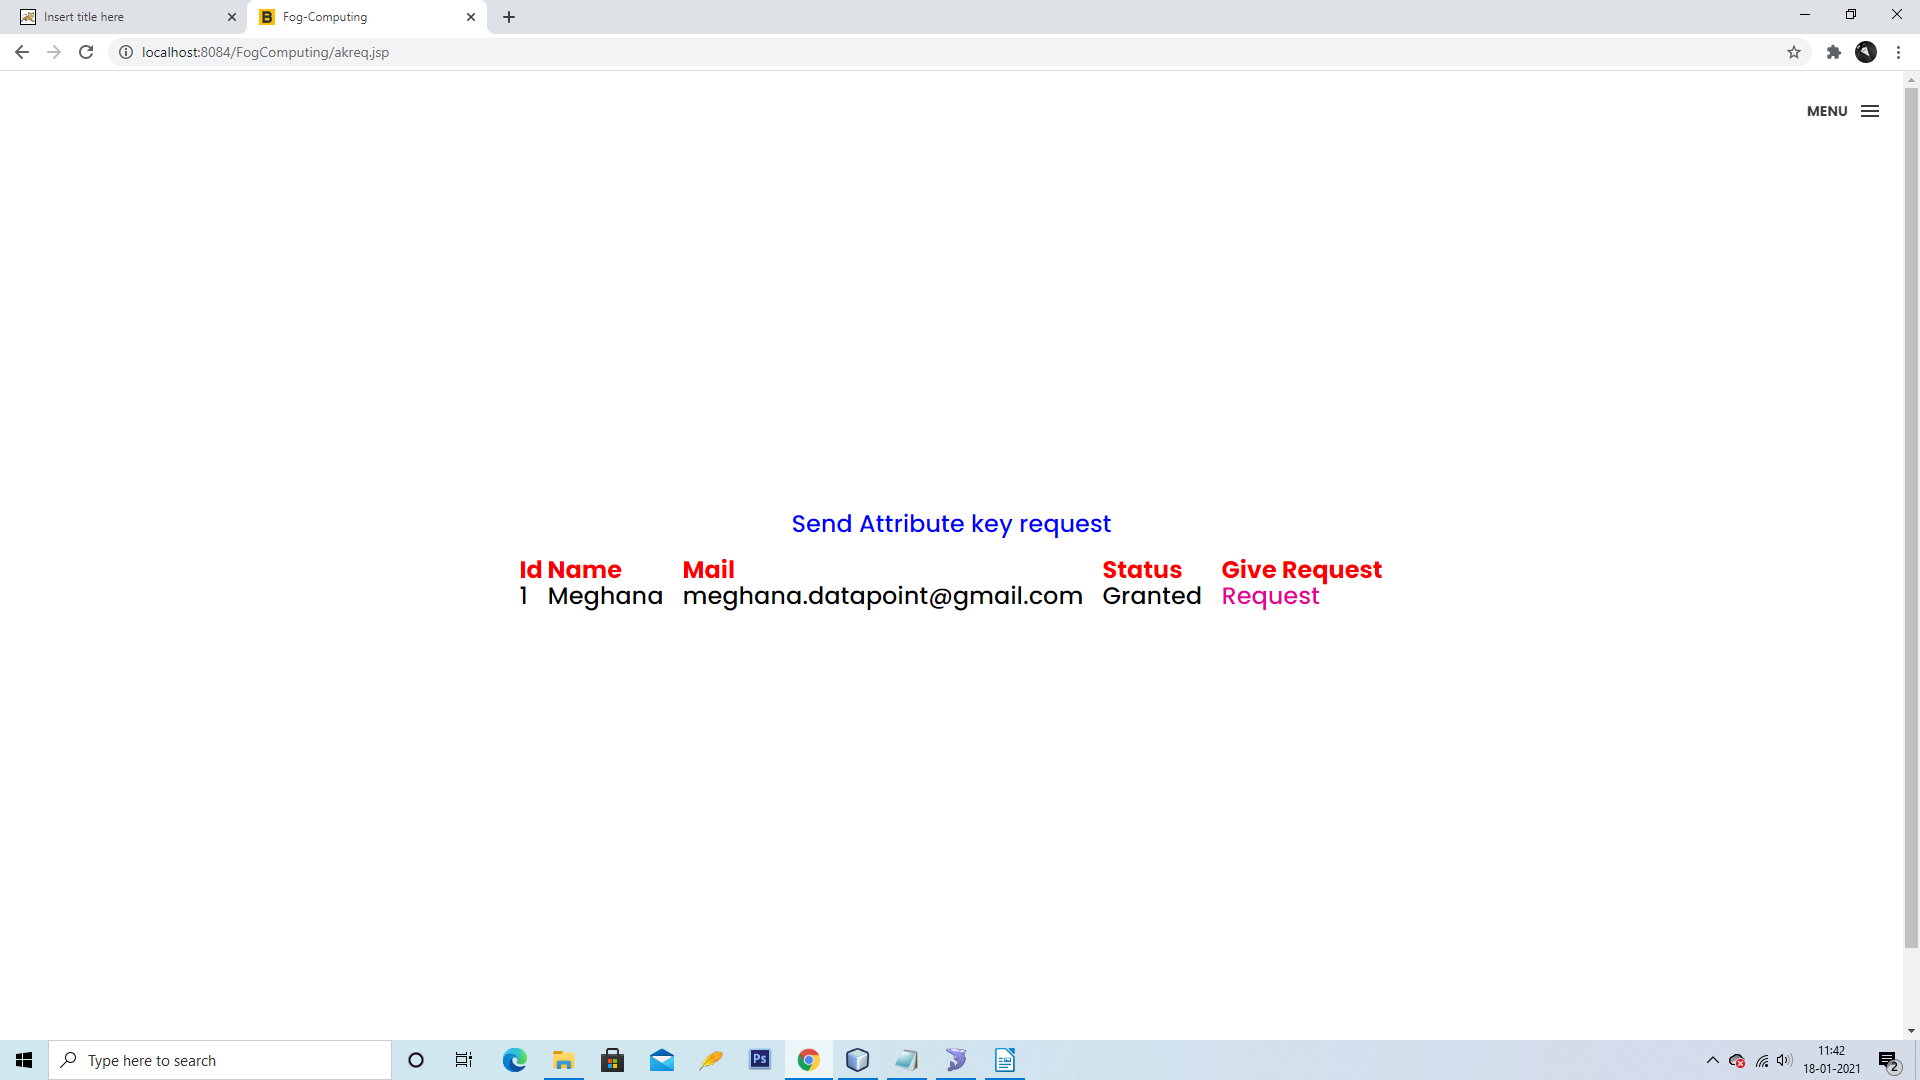 Insert title here
Fog-Computing
localhost:8084/FogComputing/akreq.jsp
MENU
Send Attribute key request
Id Name Mail Status Give Request
1 Meghana meghana.datapoint@gmail.com Granted Request
Type here to search
Ps
11:42
18-01-2021
2